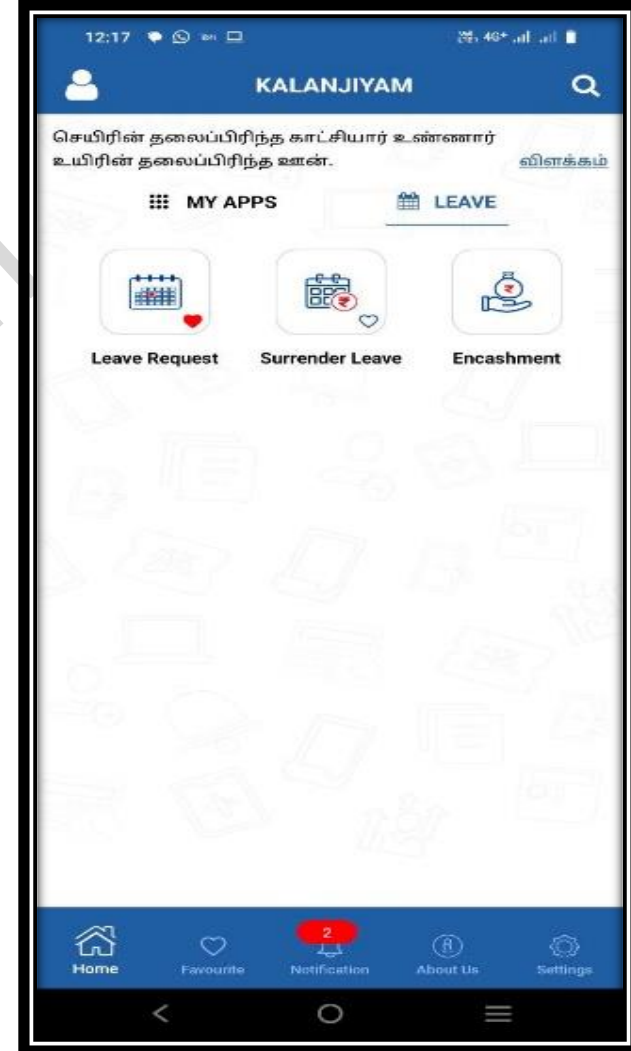 12:17
4G+
KALANJIYAM
செயிரின் தலைப்பிரிந்த காட்சியார் உண்ணார்
உயிரின் தலைப்பிரிந்த ஊன். விளக்கம்
MY APPS LEAVE
Leave Request Surrender Leave Encashment
2
Home Favourite Notification About Us Settings